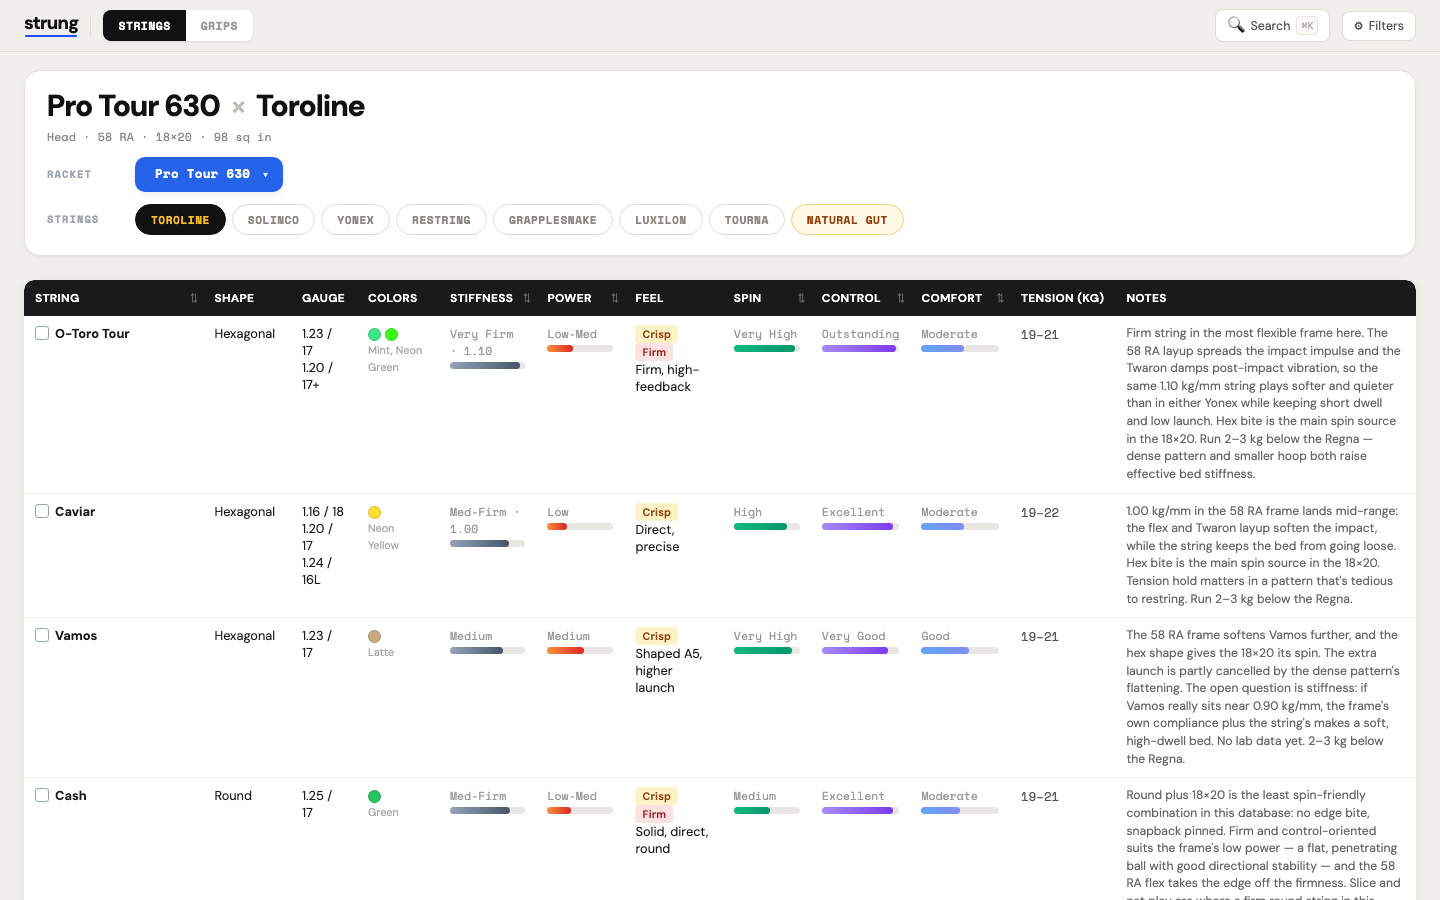 strung
STRINGS GRIPS
Search ⌘K
Filters
Pro Tour 630 × Toroline
Head · 58 RA · 18×20 · 98 sq in
RACKET
Pro Tour 630 ▾
STRINGS
TOROLINE SOLINCO YONEX RESTRING GRAPPLESNAKE LUXILON TOURNA NATURAL GUT
STRING SHAPE GAUGE COLORS STIFFNESS POWER FEEL SPIN CONTROL COMFORT TENSION (KG) NOTES
O-Toro Tour
Hexagonal
1.23 /
17
1.20 /
17+
Mint, Neon
Green
Very Firm
· 1.10
Low-Med
Crisp
Firm
Firm, high-
feedback
Very High
Outstanding
Moderate
19–21
Firm string in the most flexible frame here. The
58 RA layup spreads the impact impulse and the
Twaron damps post-impact vibration, so the
same 1.10 kg/mm string plays softer and quieter
than in either Yonex while keeping short dwell
and low launch. Hex bite is the main spin source
in the 18×20. Run 2–3 kg below the Regna —
dense pattern and smaller hoop both raise
effective bed stiffness.
Caviar
Hexagonal
1.16 / 18
1.20 /
17
1.24 /
16L
Neon
Yellow
Med-Firm ·
1.00
Low
Crisp
Direct,
precise
High
Excellent
Moderate
19–22
1.00 kg/mm in the 58 RA frame lands mid-range:
the flex and Twaron layup soften the impact,
while the string keeps the bed from going loose.
Hex bite is the main spin source in the 18×20.
Tension hold matters in a pattern that's tedious
to restring. Run 2–3 kg below the Regna.
Vamos
Hexagonal
1.23 /
17
Latte
Medium
Medium
Crisp
Shaped A5,
higher
launch
Very High
Very Good
Good
19–21
The 58 RA frame softens Vamos further, and the
hex shape gives the 18×20 its spin. The extra
launch is partly cancelled by the dense pattern's
flattening. The open question is stiffness: if
Vamos really sits near 0.90 kg/mm, the frame's
own compliance plus the string's makes a soft,
high-dwell bed. No lab data yet. 2–3 kg below
the Regna.
Cash
Round
1.25 /
17
Green
Med-Firm
Low-Med
Crisp
Firm
Solid, direct,
round
Medium
Excellent
Moderate
19–21
Round plus 18×20 is the least spin-friendly
combination in this database: no edge bite,
snapback pinned. Firm and control-oriented
suits the frame's low power — a flat, penetrating
ball with good directional stability — and the 58
RA flex takes the edge off the firmness. Slice and